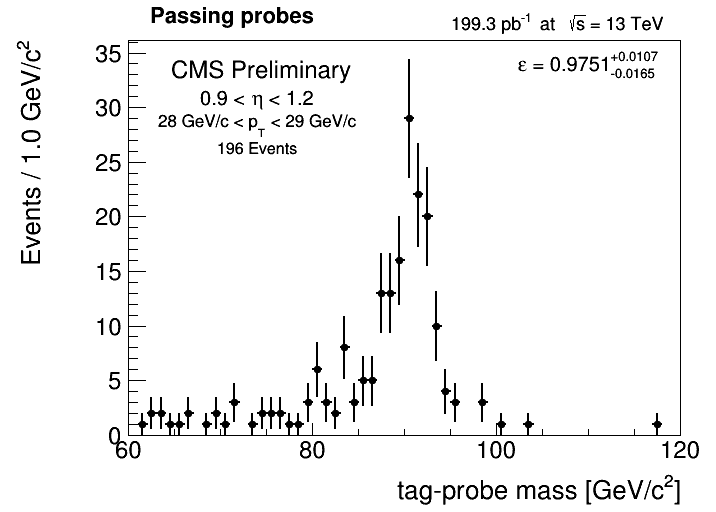 Passing probes
199.3 pb⁻¹ at √s = 13 TeV
CMS Preliminary
0.9 < η < 1.2
28 GeV/c < p_T < 29 GeV/c
196 Events
ε = 0.9751 +0.0107 -0.0165
Events / 1.0 GeV/c²
35
30
25
20
15
10
5
0
60 80 100 120
tag-probe mass [GeV/c²]